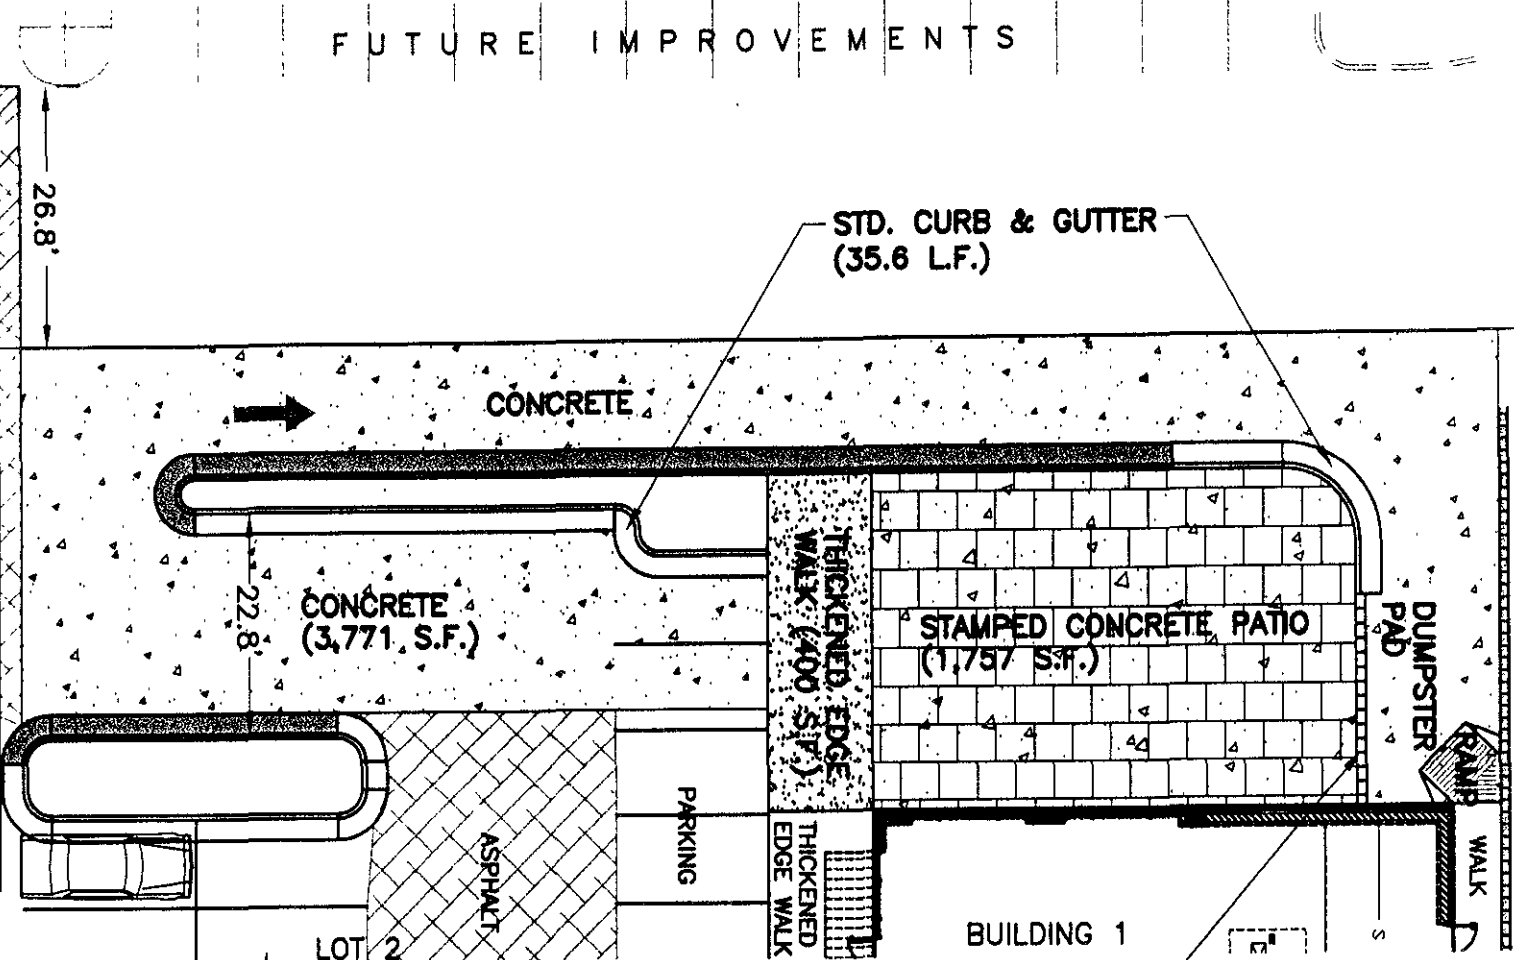 FUTURE IMPROVEMENTS
26.8'
STD. CURB & GUTTER
(35.6 L.F.)
CONCRETE
22.8'
CONCRETE
(3,771 S.F.)
THICKENED EDGE
WALK (400 S.F.)
STAMPED CONCRETE PATIO
(1,757 S.F.)
DUMPSTER
PAD
RAMP
WALK
PARKING
ASPHALT
THICKENED
EDGE WALK
LOT 2
BUILDING 1
S